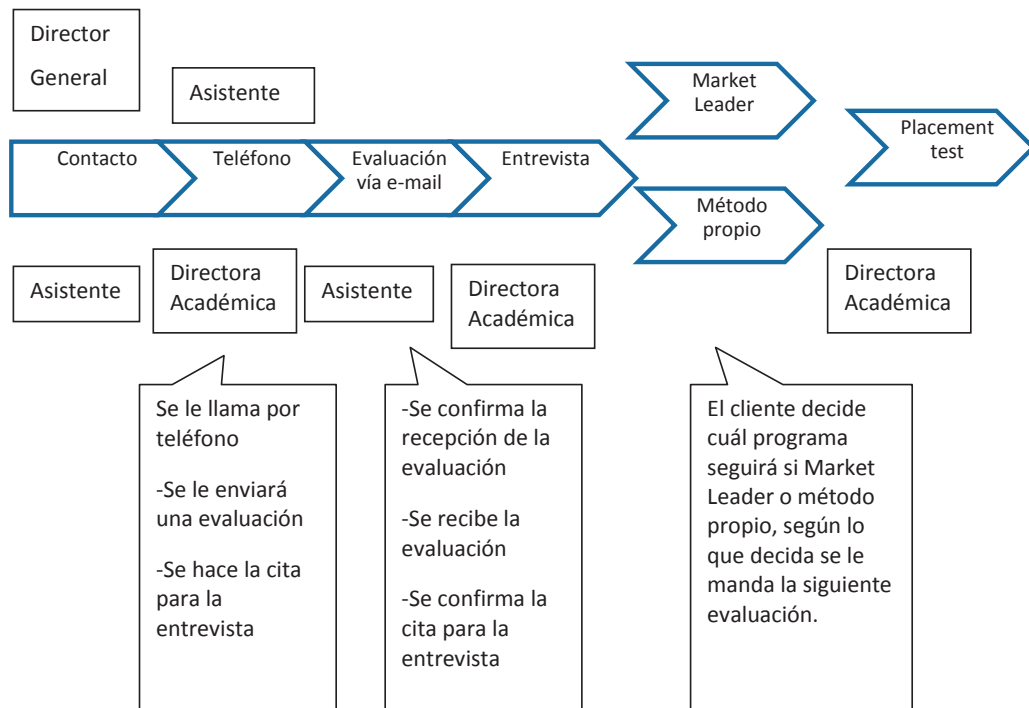 Director
General
Asistente
Market
Leader
Placement
test
Contacto
Teléfono
Evaluación
vía e-mail
Entrevista
Método
propio
Asistente
Directora
Académica
Asistente
Directora
Académica
Directora
Académica
Se le llama por
teléfono
-Se le enviará
una evaluación
-Se hace la cita
para la
entrevista
-Se confirma la
recepción de la
evaluación
-Se recibe la
evaluación
-Se confirma la
cita para la
entrevista
El cliente decide
cuál programa
seguirá si Market
Leader o método
propio, según lo
que decida se le
manda la siguiente
evaluación.